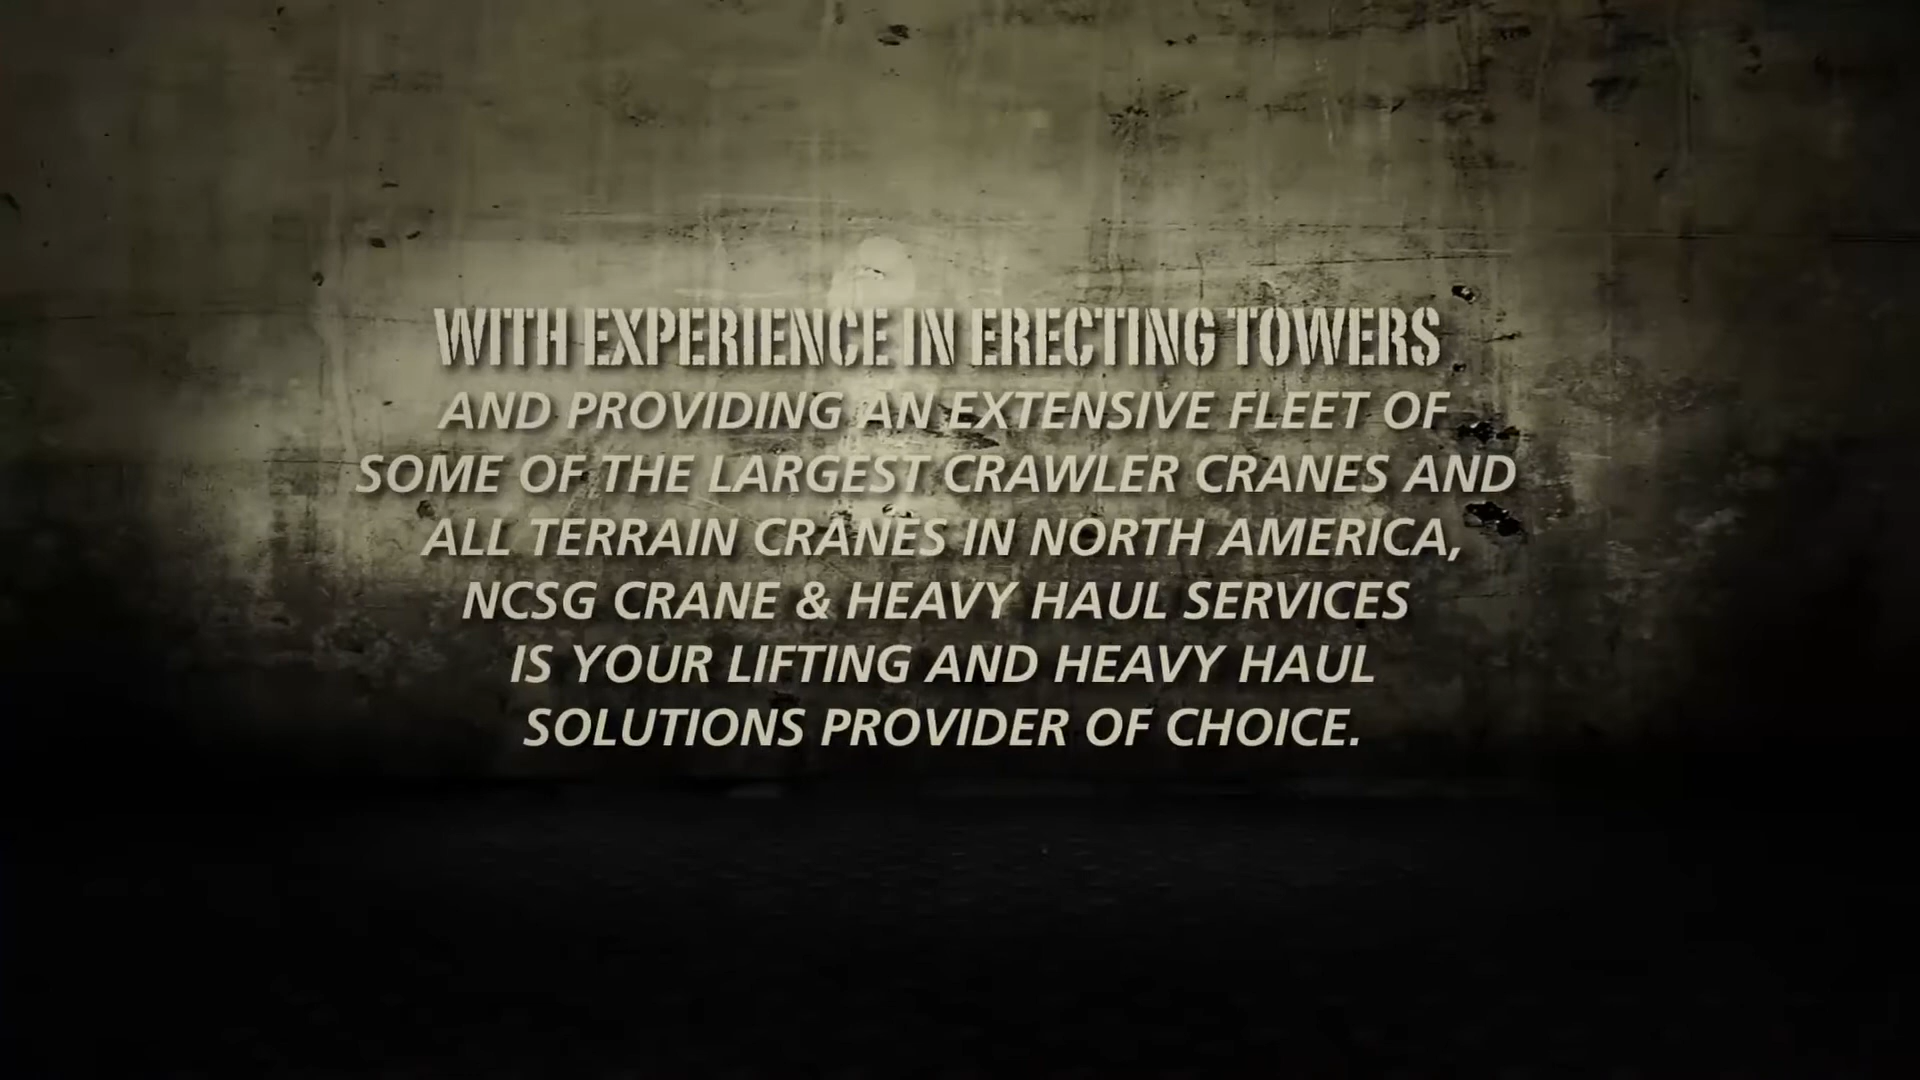 WITH EXPERIENCE IN ERECTING TOWERS
AND PROVIDING AN EXTENSIVE FLEET OF
SOME OF THE LARGEST CRAWLER CRANES AND
ALL TERRAIN CRANES IN NORTH AMERICA,
NCSG CRANE & HEAVY HAUL SERVICES
IS YOUR LIFTING AND HEAVY HAUL
SOLUTIONS PROVIDER OF CHOICE.